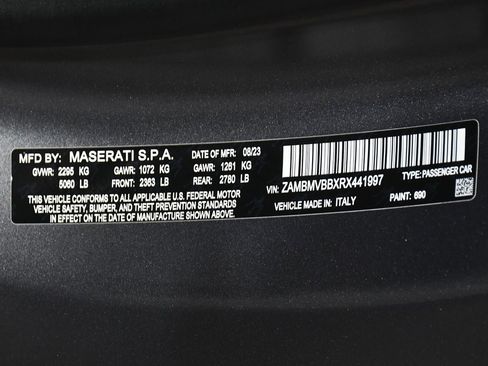 MFD BY: MASERATI S.P.A. DATE OF MFR: 08/23
GVWR: 2295 KG GAWR: 1072 KG GAWR: 1261 KG
5060 LB FRONT: 2363 LB REAR: 2780 LB
THIS VEHICLE CONFORMS TO ALL APPLICABLE U.S. FEDERAL MOTOR
VEHICLE SAFETY, BUMPER, AND THEFT PREVENTION STANDARDS
IN EFFECT ON THE DATE OF MANUFACTURE SHOWN ABOVE.
VIN: ZAMBMVBBXRX441997 TYPE: PASSENGER CAR
VEHICLE MADE IN: ITALY PAINT: 690